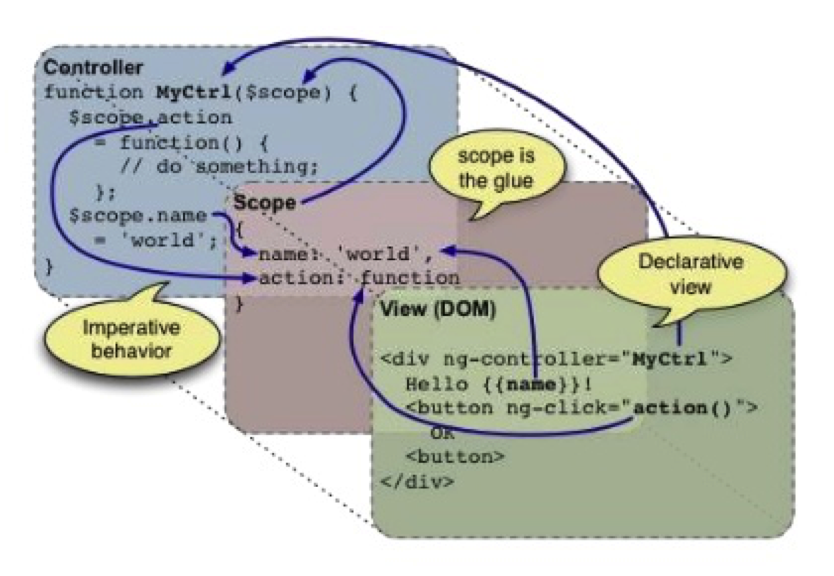 Controller
function MyCtrl($scope) {
$scope.action
= function() {
// do something;
};
$scope.name
= 'world';
}
Imperative
behavior
Scope
{
name: 'world',
action: function
}
scope is
the glue
Declarative
view
View (DOM)
<div ng-controller="MyCtrl">
Hello {{name}}!
<button ng-click="action()">
OK
<button>
</div>